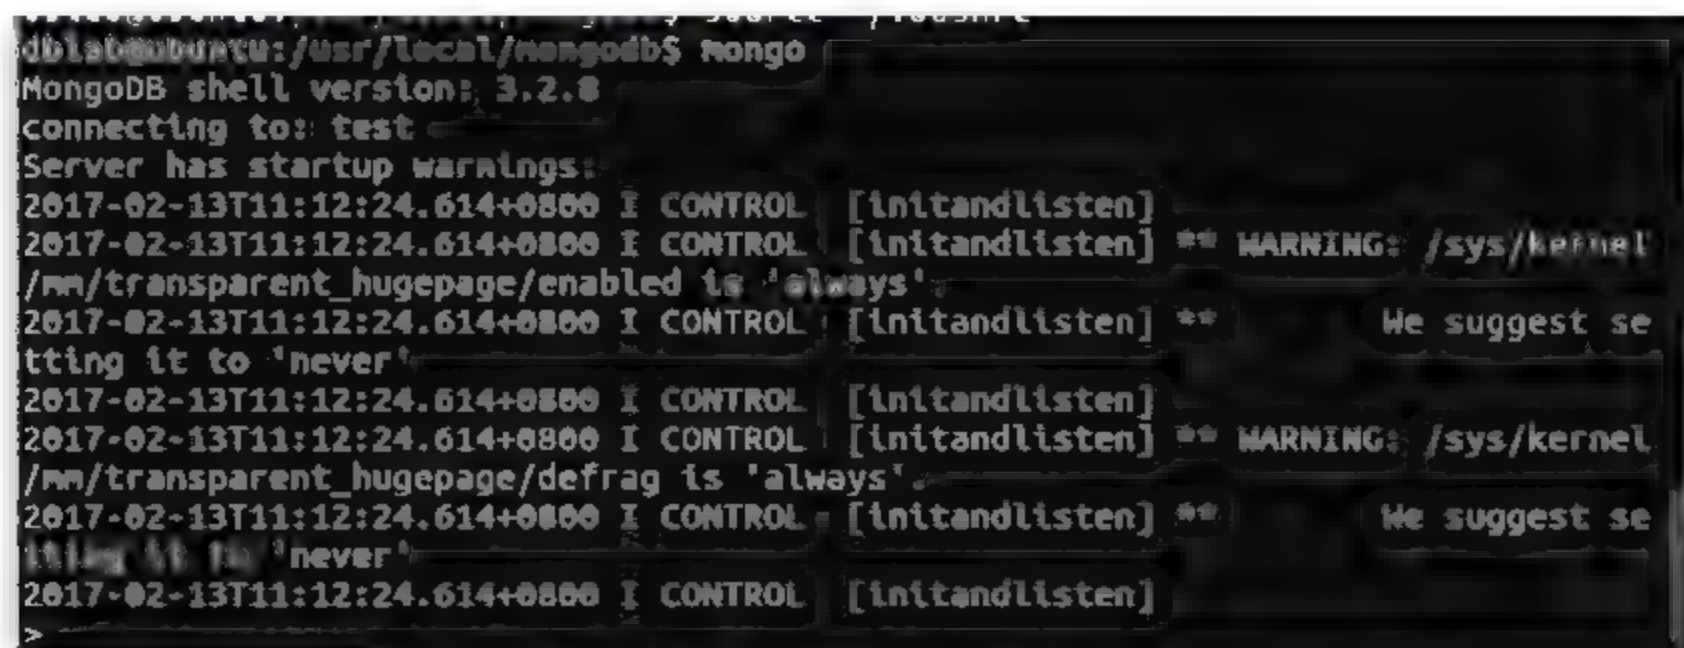 dblab@ubuntu:/usr/local/mongodb$ mongo
MongoDB shell version: 3.2.8
connecting to: test
Server has startup warnings:
2017-02-13T11:12:24.614+0800 I CONTROL  [initandlisten]
2017-02-13T11:12:24.614+0800 I CONTROL  [initandlisten] ** WARNING: /sys/kernel
/mm/transparent_hugepage/enabled is 'always'.
2017-02-13T11:12:24.614+0800 I CONTROL  [initandlisten] **        We suggest se
tting it to 'never'
2017-02-13T11:12:24.614+0800 I CONTROL  [initandlisten]
2017-02-13T11:12:24.614+0800 I CONTROL  [initandlisten] ** WARNING: /sys/kernel
/mm/transparent_hugepage/defrag is 'always'.
2017-02-13T11:12:24.614+0800 I CONTROL  [initandlisten] **        We suggest se
tting it to 'never'
2017-02-13T11:12:24.614+0800 I CONTROL  [initandlisten]
>